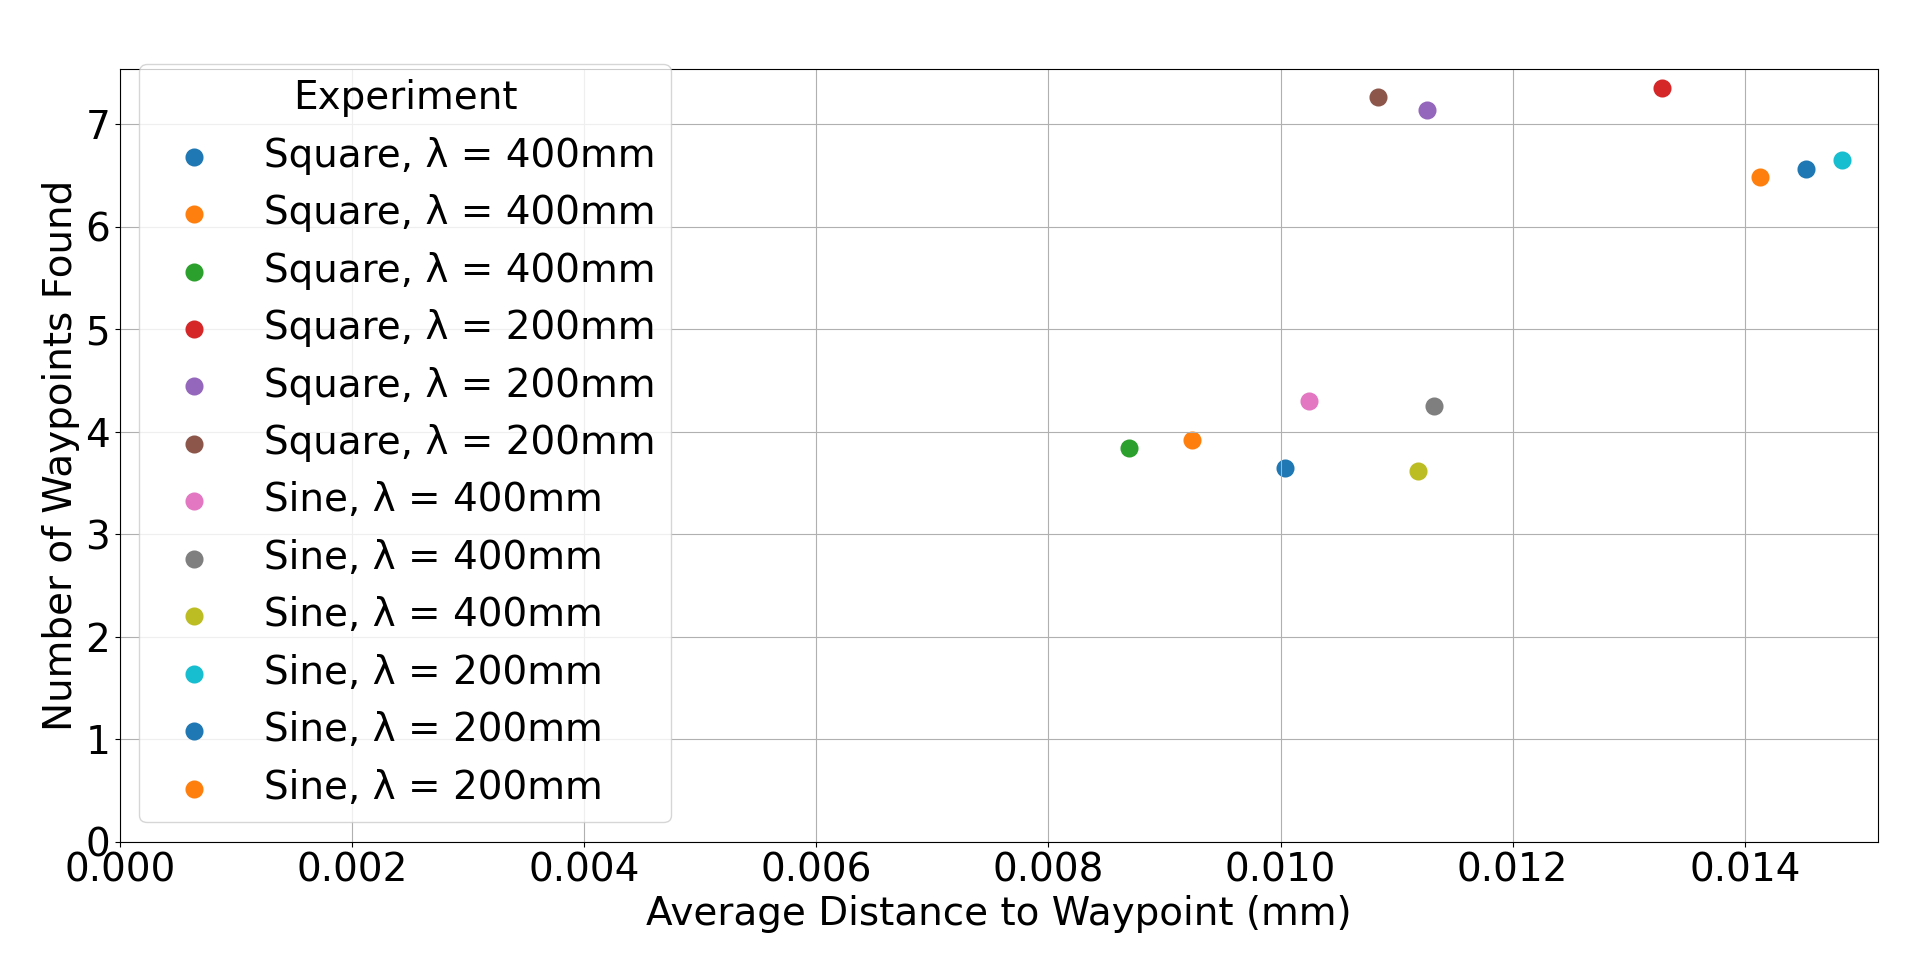 Experiment
Square, λ = 400mm
Square, λ = 400mm
Square, λ = 400mm
Square, λ = 200mm
Square, λ = 200mm
Square, λ = 200mm
Sine, λ = 400mm
Sine, λ = 400mm
Sine, λ = 400mm
Sine, λ = 200mm
Sine, λ = 200mm
Sine, λ = 200mm
Number of Waypoints Found
7
6
5
4
3
2
1
0
0.000 0.002 0.004 0.006 0.008 0.010 0.012 0.014
Average Distance to Waypoint (mm)